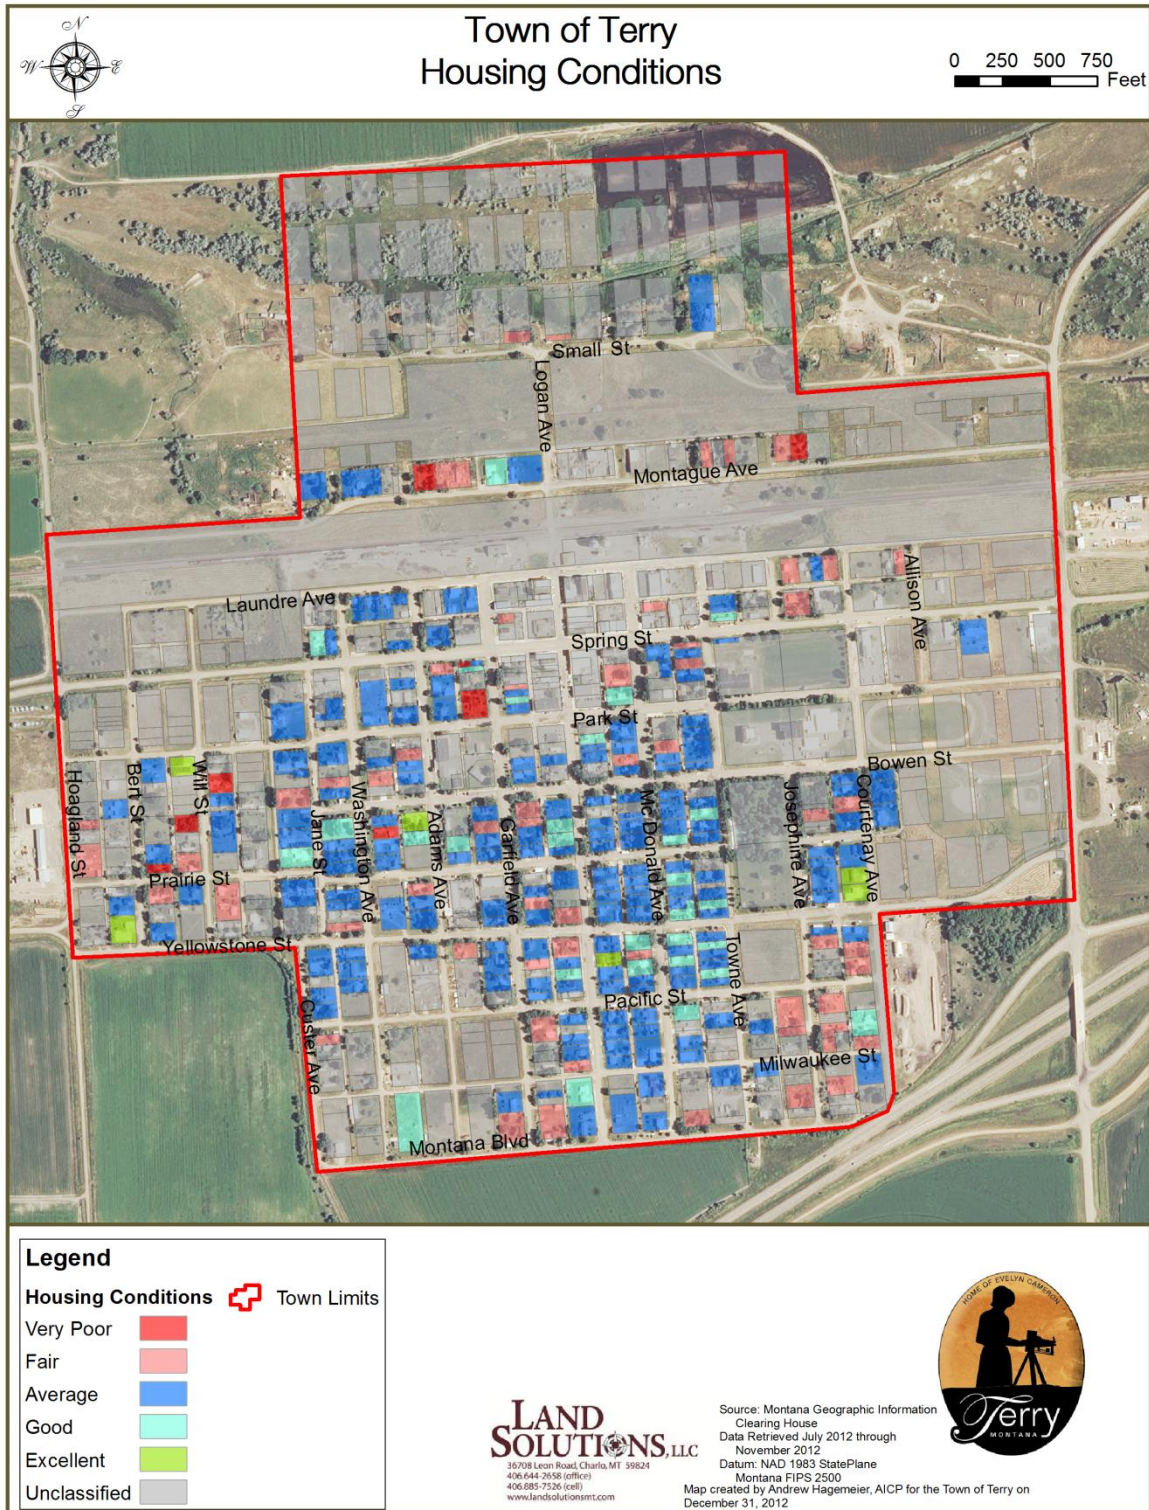 N
W
E
S
Town of Terry
Housing Conditions
0 250 500 750
Feet
Small St
Logan Ave
Montague Ave
Laundre Ave
Allison Ave
Spring St
Park St
Bowen St
Hoagland St
Bert St
Will St
Jane St
Washington Ave
Adams Ave
Garfield Ave
Mc Donald Ave
Josephine Ave
Courtenay Ave
Prairie St
Yellowstone St
Towne Ave
Pacific St
Custer Ave
Milwaukee St
Montana Blvd
Legend
Housing Conditions
Town Limits
Very Poor
Fair
Average
Good
Excellent
Unclassified
LAND
SOLUTIONS, LLC
36708 Leon Road, Charlo, MT 59824
406.644-2658 (office)
406.885-7526 (cell)
www.landsolutionsmt.com
Source: Montana Geographic Information
Clearing House
Data Retrieved July 2012 through
November 2012
Datum: NAD 1983 StatePlane
Montana FIPS 2500
Map created by Andrew Hagemeier, AICP for the Town of Terry on
December 31, 2012
HOME OF EVELYN CAMERON
Terry
MONTANA